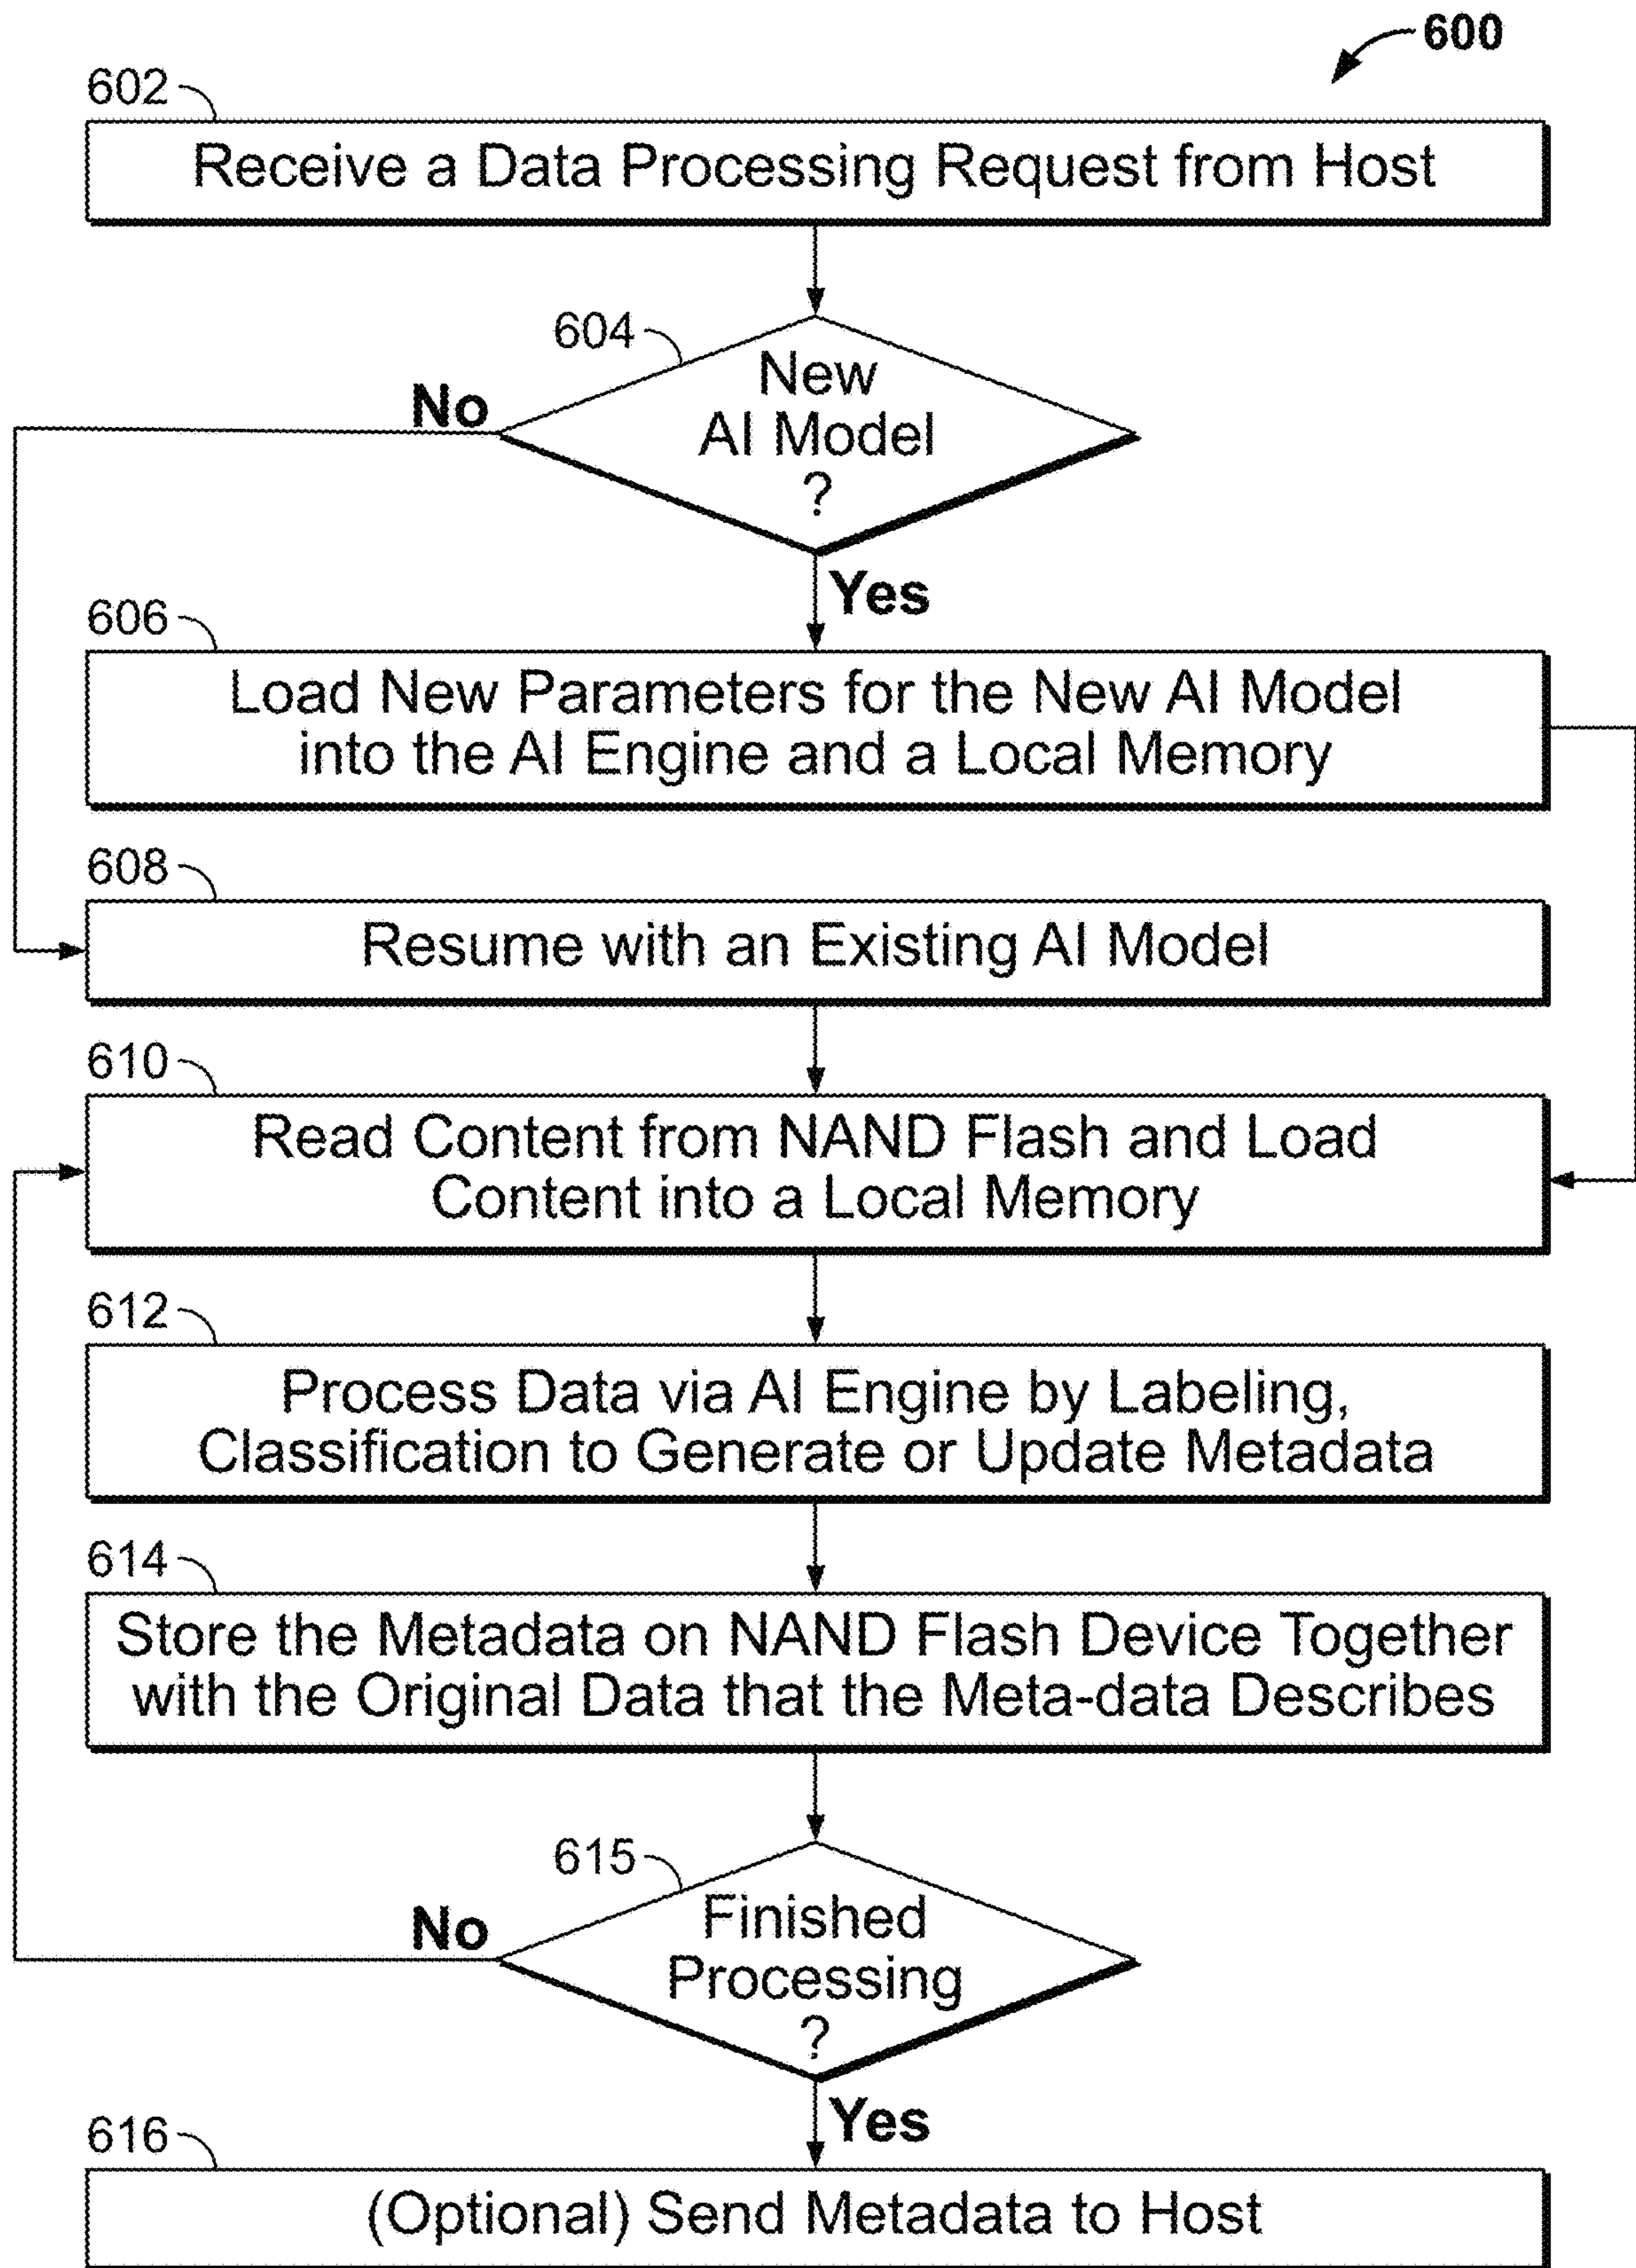 600
602
Receive a Data Processing Request from Host
604
New
AI Model
?
No
Yes
606
Load New Parameters for the New AI Model
into the AI Engine and a Local Memory
608
Resume with an Existing AI Model
610
Read Content from NAND Flash and Load
Content into a Local Memory
612
Process Data via AI Engine by Labeling,
Classification to Generate or Update Metadata
614
Store the Metadata on NAND Flash Device Together
with the Original Data that the Meta-data Describes
615
Finished
Processing
?
No
Yes
616
(Optional) Send Metadata to Host